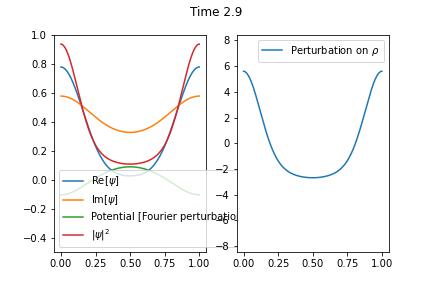 Time 2.9
1.0
0.8
0.6
0.4
0.2
0.0
−0.2
−0.4
0.00 0.25 0.50 0.75 1.00
Re[ψ]
Im[ψ]
Potential [Fourier perturbatio
|ψ|²
8
6
4
2
0
−2
−4
−6
−8
0.00 0.25 0.50 0.75 1.00
Perturbation on ρ